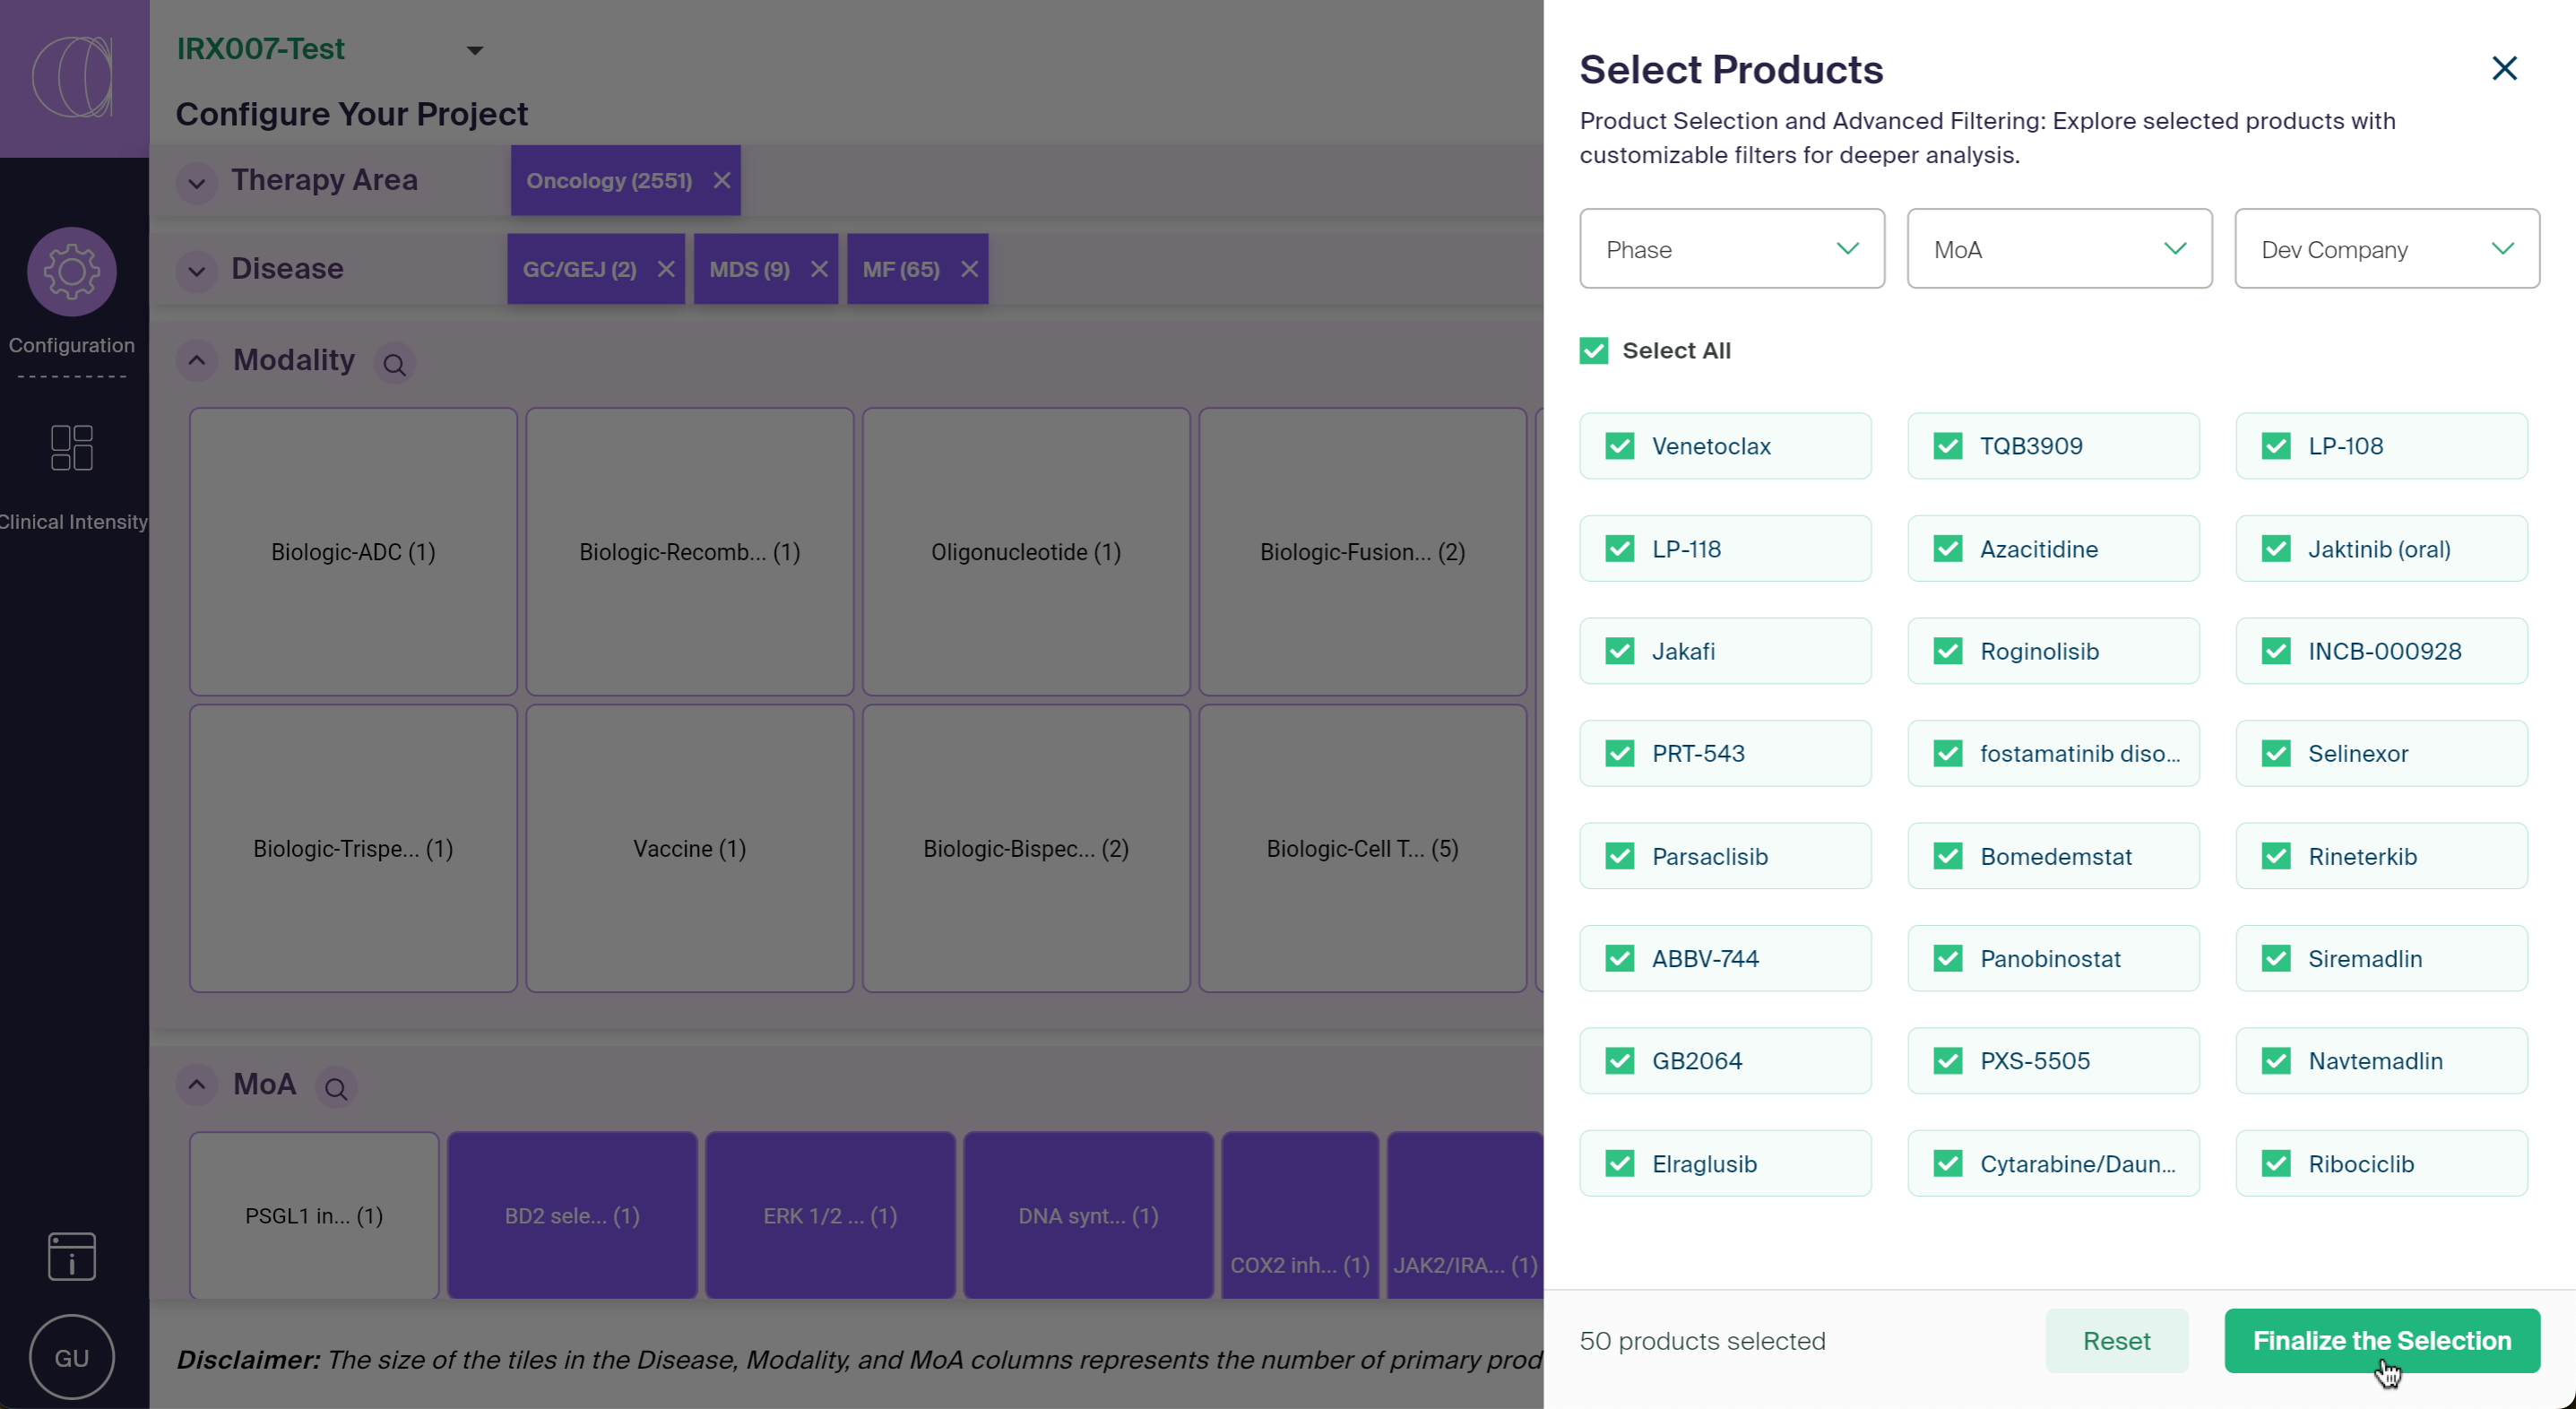 IRX007-Test
Configure Your Project
Therapy Area
Oncology (2551)
Disease
GC/GEJ (2)
MDS (9)
MF (65)
Configuration
Clinical Intensity
Modality
Biologic-ADC (1)
Biologic-Recomb... (1)
Oligonucleotide (1)
Biologic-Fusion... (2)
Biologic-Trispe... (1)
Vaccine (1)
Biologic-Bispec... (2)
Biologic-Cell T... (5)
MoA
PSGL1 in... (1)
BD2 sele... (1)
ERK 1/2 ... (1)
DNA synt... (1)
COX2 inh... (1)
JAK2/IRA... (1)
GU
Disclaimer: The size of the tiles in the Disease, Modality, and MoA columns represents the number of primary prod
Select Products
Product Selection and Advanced Filtering: Explore selected products with
customizable filters for deeper analysis.
Phase
MoA
Dev Company
Select All
Venetoclax
TQB3909
LP-108
LP-118
Azacitidine
Jaktinib (oral)
Jakafi
Roginolisib
INCB-000928
PRT-543
fostamatinib diso...
Selinexor
Parsaclisib
Bomedemstat
Rineterkib
ABBV-744
Panobinostat
Siremadlin
GB2064
PXS-5505
Navtemadlin
Elraglusib
Cytarabine/Daun...
Ribociclib
50 products selected
Reset
Finalize the Selection